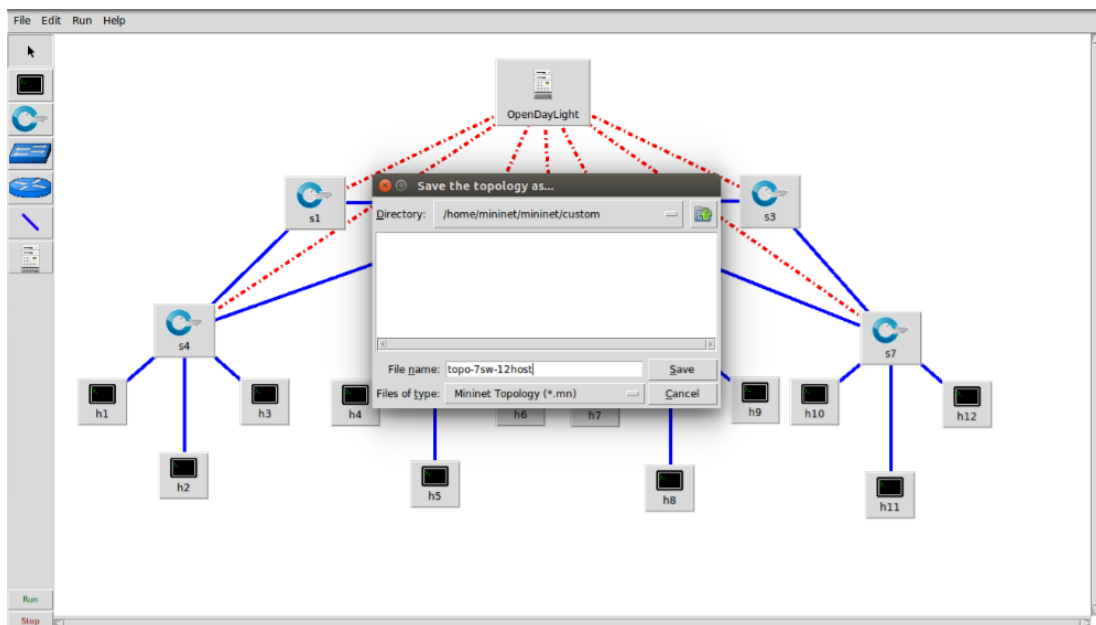 File Edit Run Help
OpenDayLight
Save the topology as...
s1
Directory: /home/mininet/mininet/custom
s3
s4
s7
File name: topo-7sw-12host Save
Files of type: Mininet Topology (*.mn) Cancel
h1
h3
h4
h6
h7
h9
h10
h12
h2
h5
h8
h11
Run
Stop